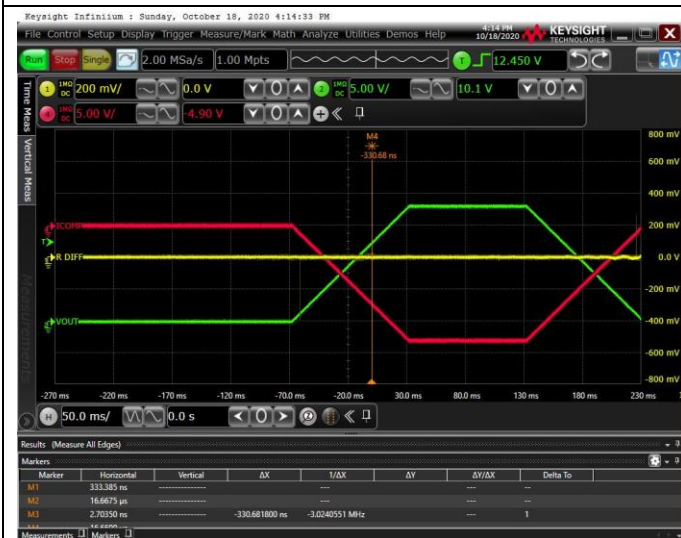 Keysight Infiniium : Sunday, October 18, 2020 4:14:33 PM
File Control Setup Display Trigger Measure/Mark Math Analyze Utilities Demos Help 4:14 PM 10/18/2020 KEYSIGHT TECHNOLOGIES
Run Stop Single 2.00 MSa/s 1.00 Mpts T 12.450 V
1 1MΩ DC 200 mV/ 0.0 V 2 1MΩ DC 5.00 V/ 10.1 V
4 1MΩ DC 5.00 V/ -4.90 V
Time Meas
Vertical Meas
Measurements
M4
-330.68 ns
800 mV
600 mV
400 mV
ICOMP 200 mV
T
R DIFF 0.0 V
-200 mV
VOUT -400 mV
-600 mV
-800 mV
-270 ms -220 ms -170 ms -120 ms -70.0 ms -20.0 ms 30.0 ms 80.0 ms 130 ms 180 ms 230 ms
H 50.0 ms/ 0.0 s
Results (Measure All Edges)
Markers
Marker Horizontal Vertical ΔX 1/ΔX ΔY ΔY/ΔX Delta To
M1 333.385 ns --------------- --- --- --
M2 16.6675 µs --------------- --- --- --
M3 2.70350 ns --------------- -330.681800 ns -3.0240551 MHz --- 1
Measurements Markers